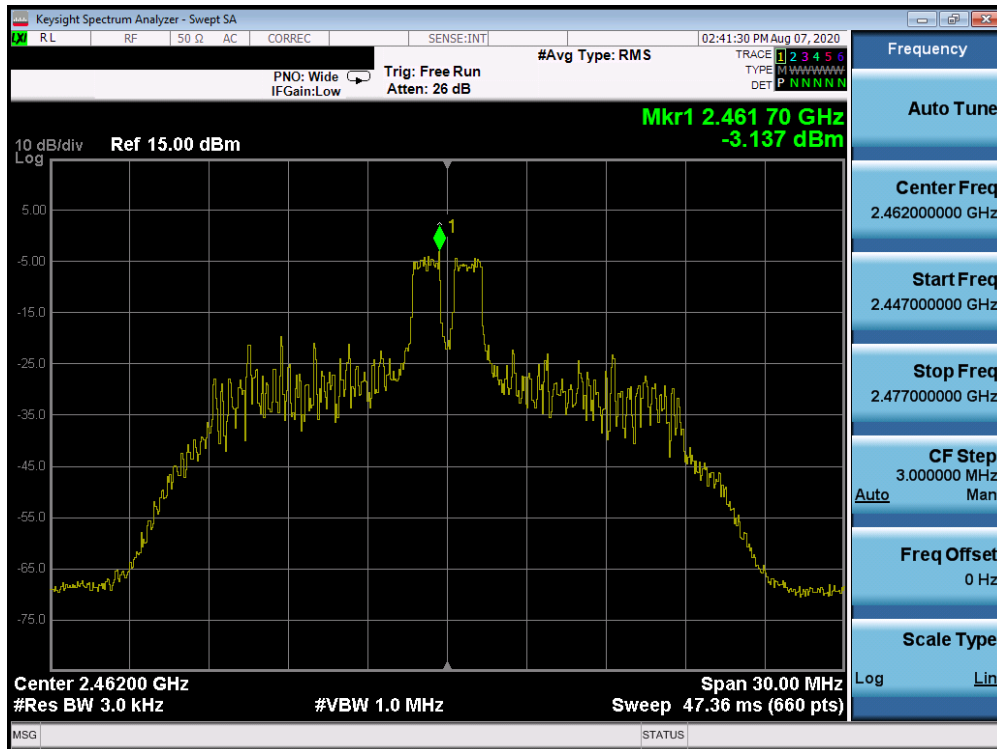 Keysight Spectrum Analyzer - Swept SA
LXI RL RF 50 Ω AC CORREC SENSE:INT 02:41:30 PM Aug 07, 2020
PNO: Wide
IFGain:Low
Trig: Free Run
Atten: 26 dB
#Avg Type: RMS
TRACE 1 2 3 4 5 6
TYPE M WWWWW
DET P N N N N N
Mkr1 2.461 70 GHz
-3.137 dBm
10 dB/div Ref 15.00 dBm
Log
1
5.00
-5.00
-15.0
-25.0
-35.0
-45.0
-55.0
-65.0
-75.0
Center 2.46200 GHz Span 30.00 MHz
#Res BW 3.0 kHz #VBW 1.0 MHz Sweep 47.36 ms (660 pts)
MSG STATUS
Frequency
Auto Tune
Center Freq
2.462000000 GHz
Start Freq
2.447000000 GHz
Stop Freq
2.477000000 GHz
CF Step
3.000000 MHz
Auto Man
Freq Offset
0 Hz
Scale Type
Log Lin